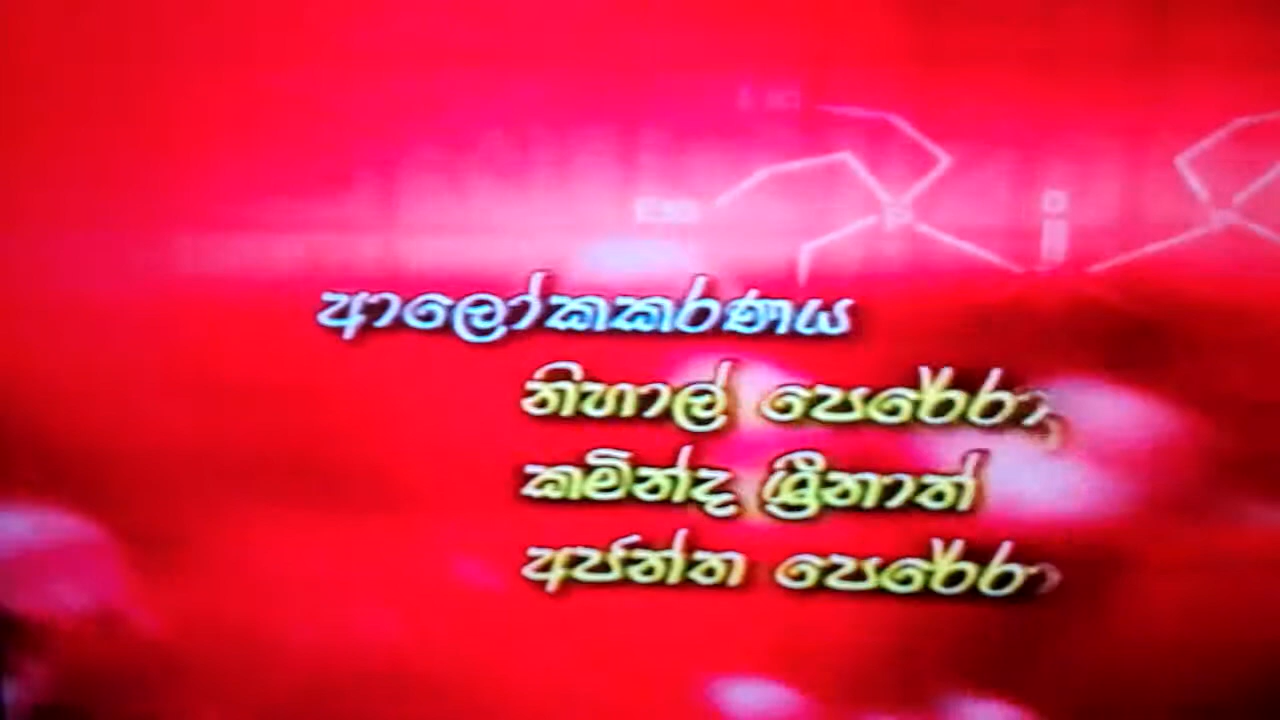 ආලෝකකරණය
නිහාල් පෙරේරා
කමින්ද ශ්‍රීනාත්
අජන්ත පෙරේරා